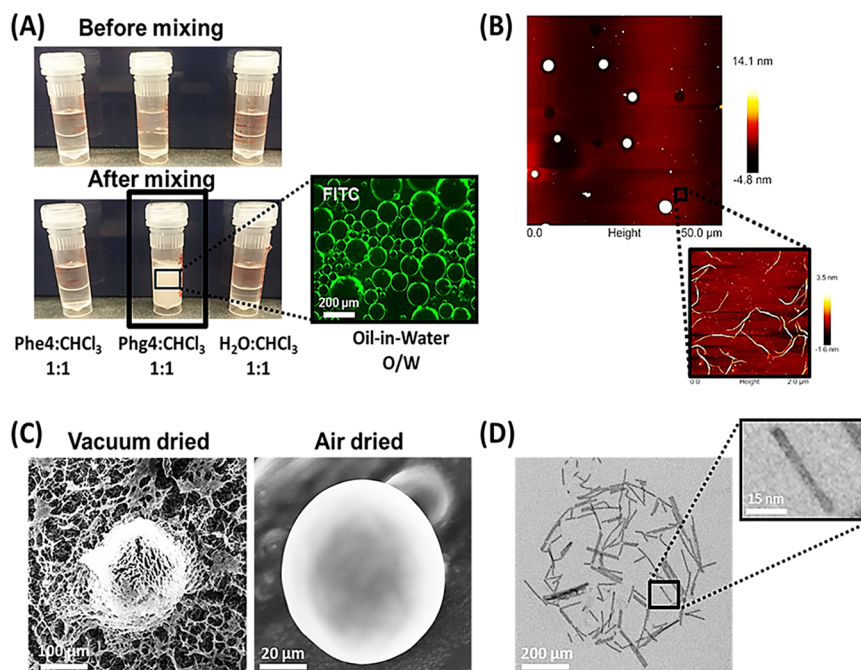 (A)
Before mixing
After mixing
FITC
200 µm
Phe4:CHCl₃
1:1
Phg4:CHCl₃
1:1
H₂O:CHCl₃
1:1
Oil-in-Water
O/W
(B)
14.1 nm
-4.8 nm
0.0 Height 50.0 µm
3.5 nm
-1.6 nm
0.0 Height 2.0 µm
(C)
Vacuum dried
100 µm
Air dried
20 µm
(D)
200 µm
15 nm